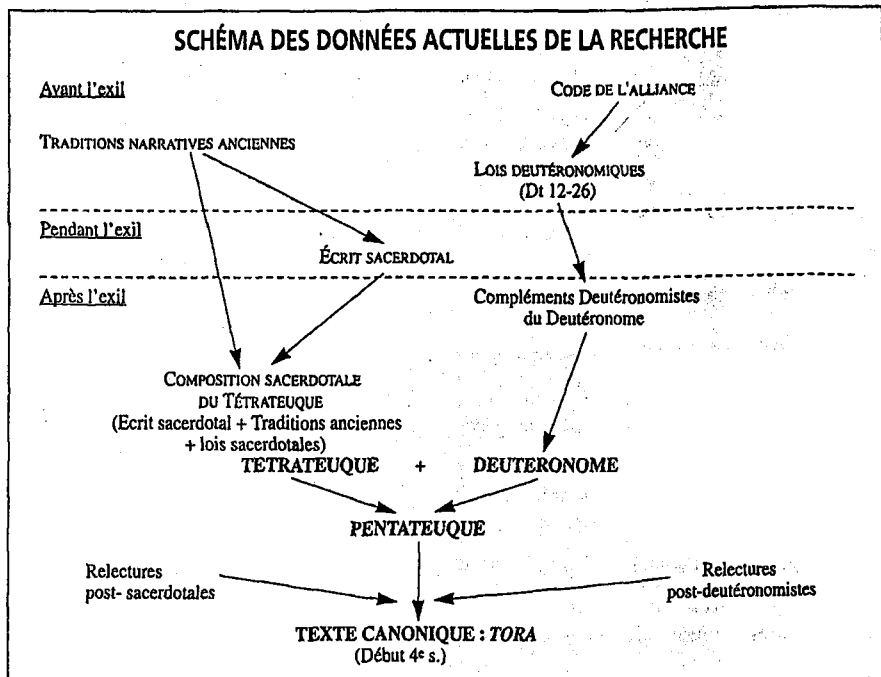 SCHÉMA DES DONNÉES ACTUELLES DE LA RECHERCHE
Avant l'exil
CODE DE L'ALLIANCE
TRADITIONS NARRATIVES ANCIENNES
LOIS DEUTÉRONOMIQUES
(Dt 12-26)
Pendant l'exil
ÉCRIT SACERDOTAL
Après l'exil
Compléments Deutéronomistes
du Deutéronome
COMPOSITION SACERDOTALE
DU TÉTRATEUQUE
(Ecrit sacerdotal + Traditions anciennes
+ lois sacerdotales)
TETRATEUQUE + DEUTERONOME
PENTATEUQUE
Relectures
post- sacerdotales
Relectures
post-deutéronomistes
TEXTE CANONIQUE : TORA
(Début 4e s.)